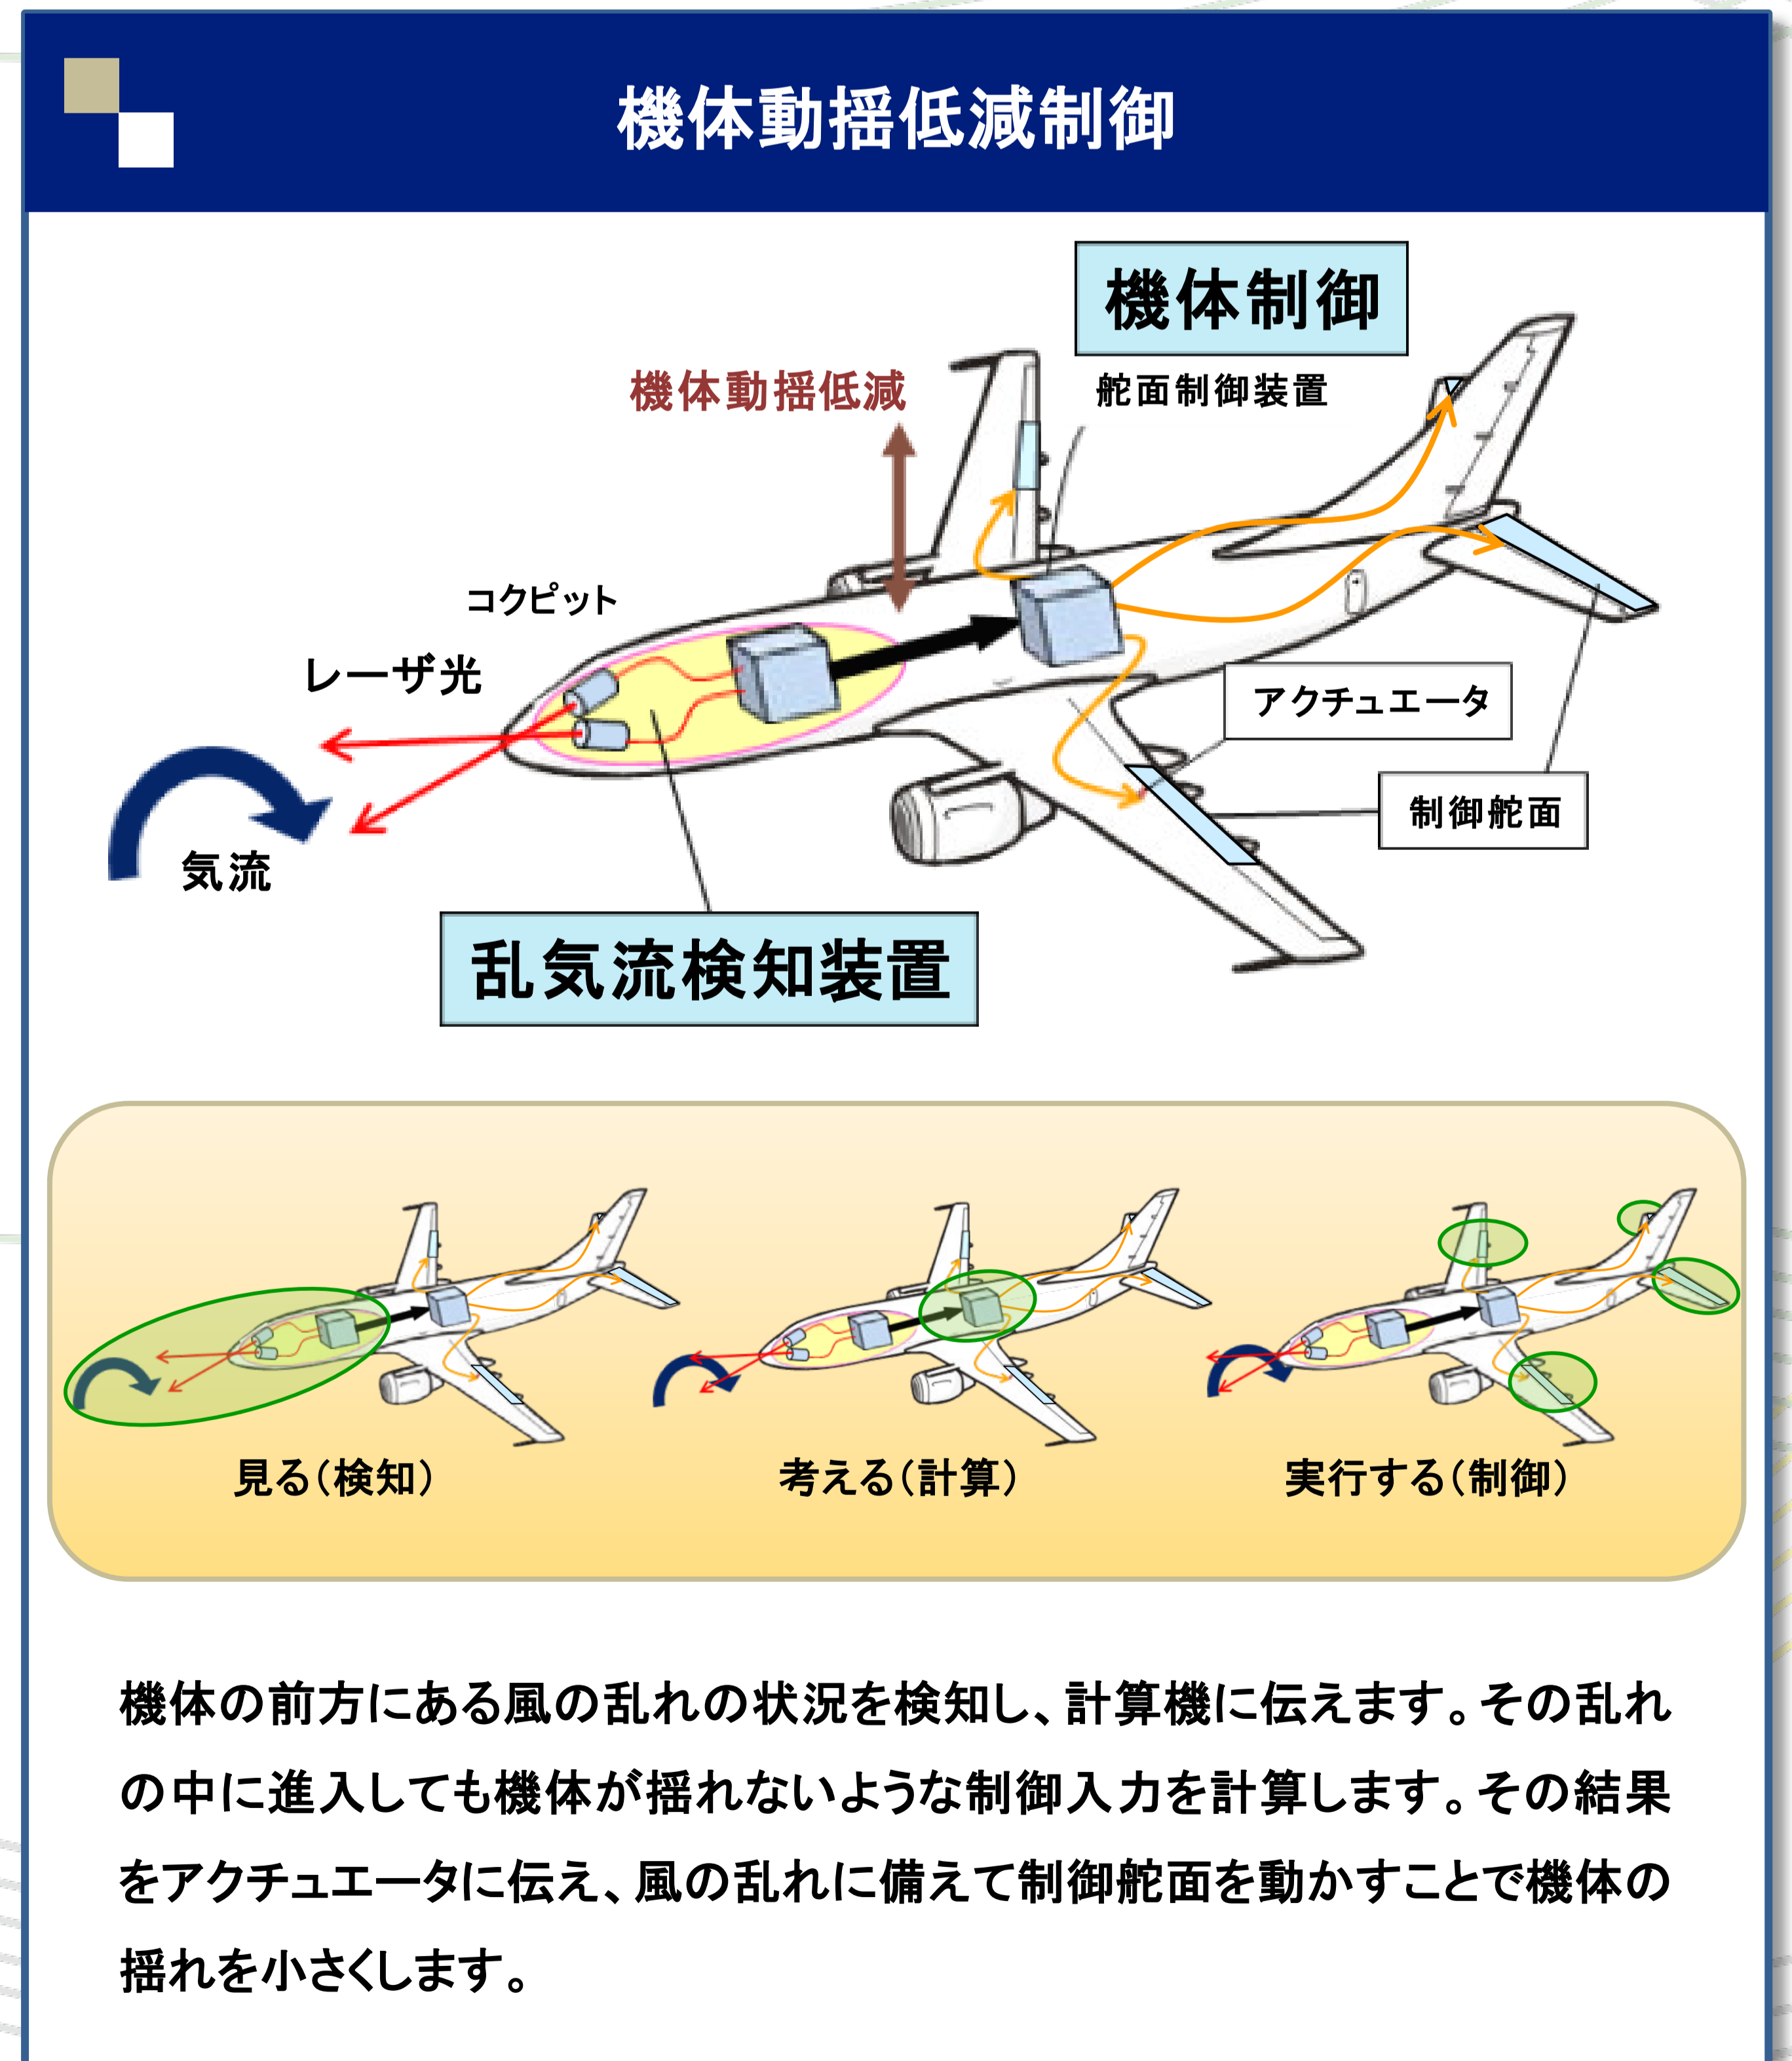 機体動揺低減制御
機体制御
舵面制御装置
機体動揺低減
コクピット
レーザ光
アクチュエータ
制御舵面
気流
乱気流検知装置
見る(検知)
考える(計算)
実行する(制御)
機体の前方にある風の乱れの状況を検知し、計算機に伝えます。その乱れ
の中に進入しても機体が揺れないような制御入力を計算します。その結果
をアクチュエータに伝え、風の乱れに備えて制御舵面を動かすことで機体の
揺れを小さくします。